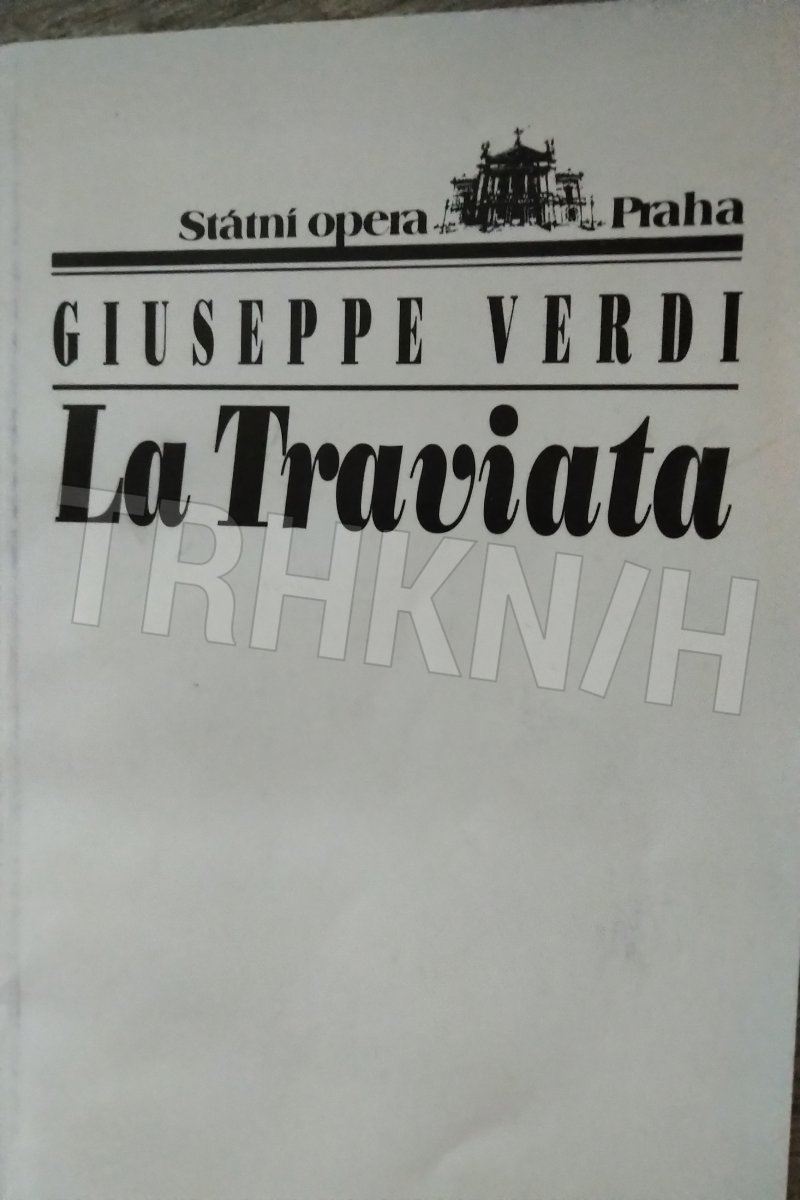 Státní opera Praha
GIUSEPPE VERDI
La Traviata
TRHKN/H